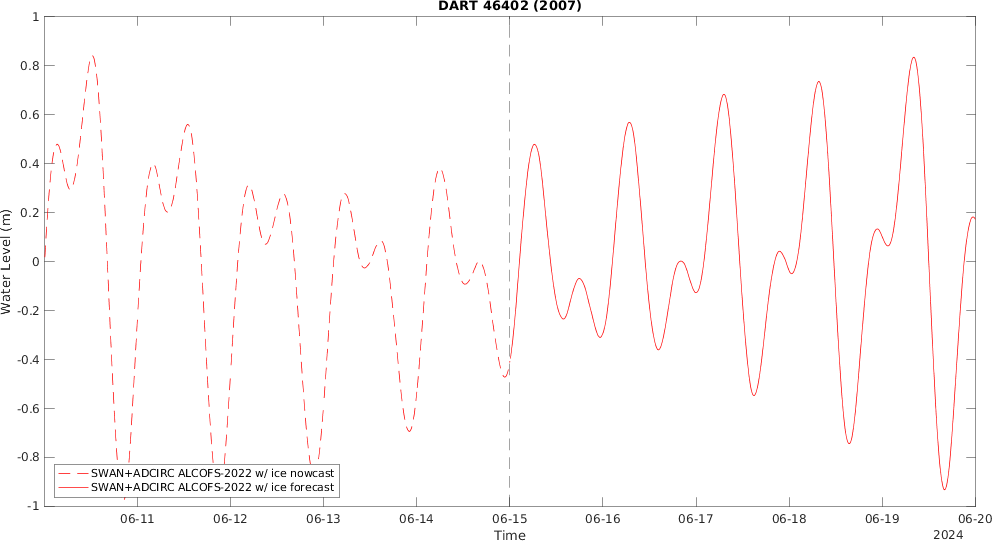 DART 46402 (2007)
1
0.8
0.6
0.4
0.2
0
-0.2
-0.4
-0.6
-0.8
-1
Water Level (m)
SWAN+ADCIRC ALCOFS-2022 w/ ice nowcast
SWAN+ADCIRC ALCOFS-2022 w/ ice forecast
06-11 06-12 06-13 06-14 06-15 06-16 06-17 06-18 06-19 06-20
Time
2024